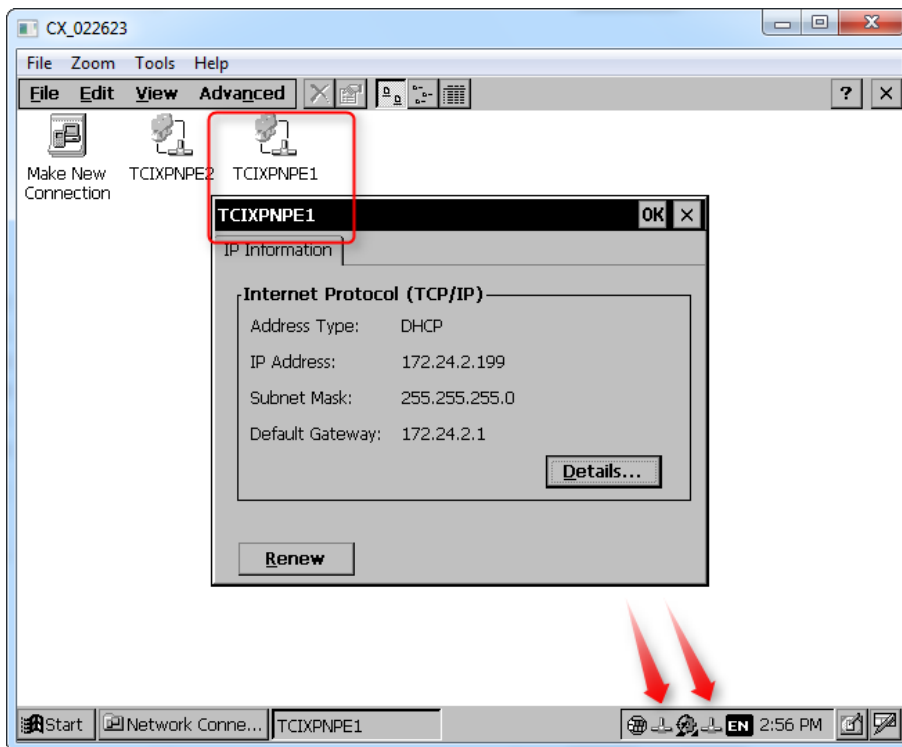 CX_022623
File Zoom Tools Help
File Edit View Advanced ? ×
Make New Connection
TCIXPNPE2
TCIXPNPE1
TCIXPNPE1 OK ×
IP Information
Internet Protocol (TCP/IP)
Address Type: DHCP
IP Address: 172.24.2.199
Subnet Mask: 255.255.255.0
Default Gateway: 172.24.2.1
Details...
Renew
Start Network Conne... TCIXPNPE1 EN 2:56 PM